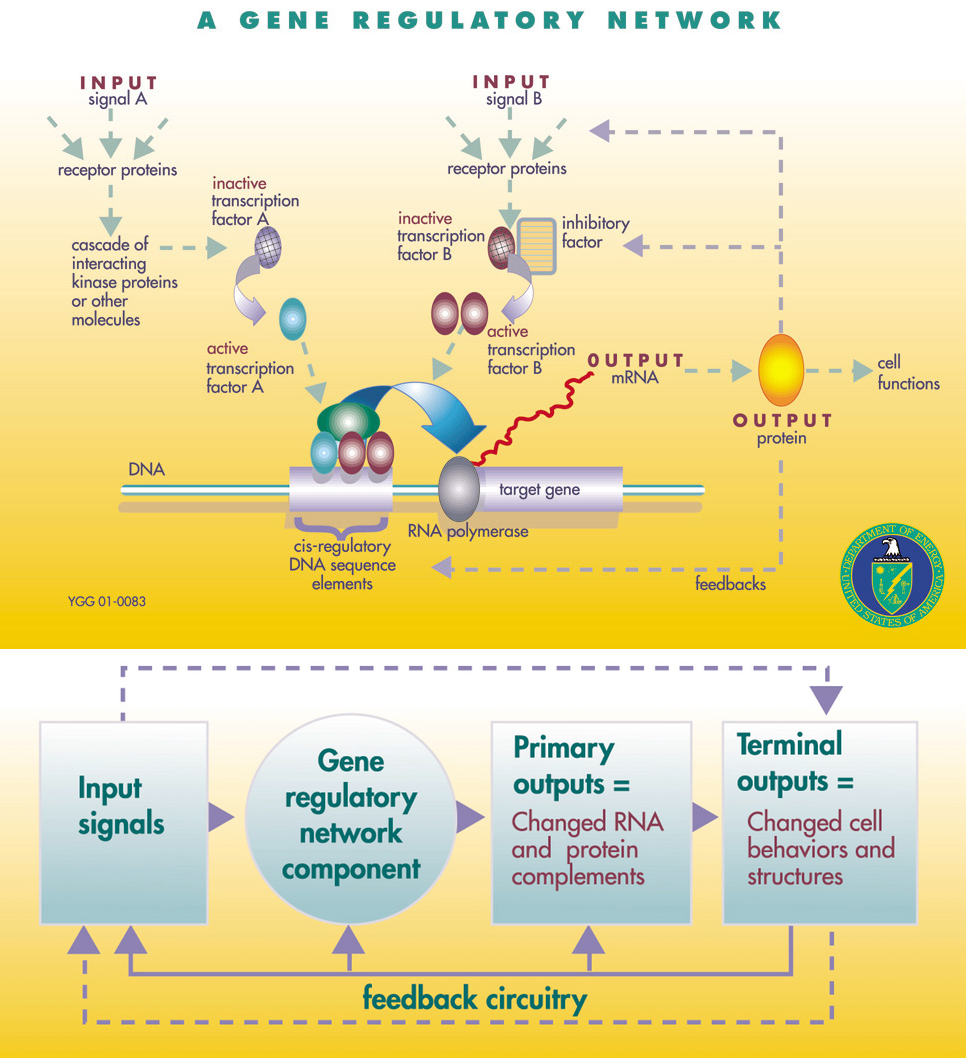 A GENE REGULATORY NETWORK
INPUT
signal A
receptor proteins
cascade of
interacting
kinase proteins
or other
molecules
inactive
transcription
factor A
active
transcription
factor A
INPUT
signal B
receptor proteins
inactive
transcription
factor B
inhibitory
factor
active
transcription
factor B
OUTPUT
mRNA
OUTPUT
protein
cell
functions
DNA
target gene
RNA polymerase
cis-regulatory
DNA sequence
elements
feedbacks
YGG 01-0083
DEPARTMENT OF ENERGY
UNITED STATES OF AMERICA
Input
signals
Gene
regulatory
network
component
Primary
outputs =
Changed RNA
and protein
complements
Terminal
outputs =
Changed cell
behaviors and
structures
feedback circuitry